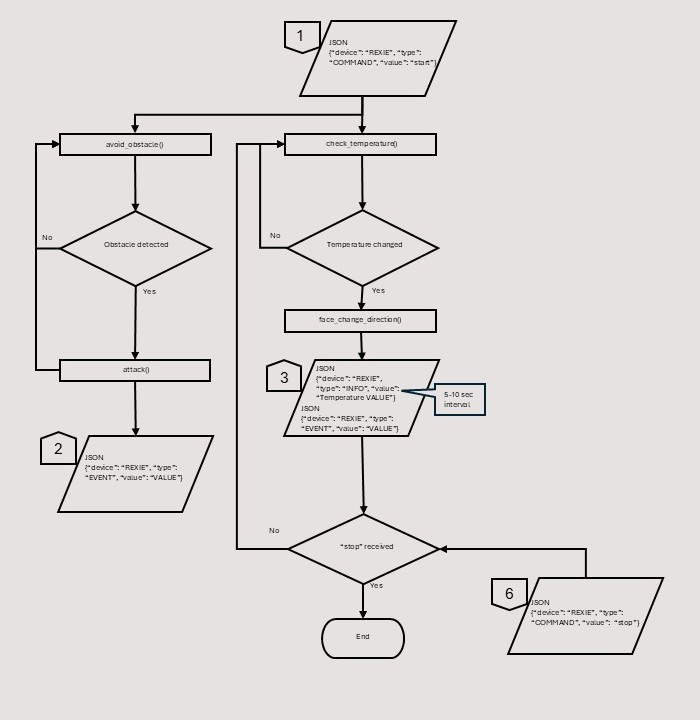 1
JSON
{“device”: “REXIE”, “type”:
“COMMAND”, “value”: “start”}
avoid_obstacle()
check_temperature()
No
Obstacle detected
No
Temperature changed
Yes
Yes
face_change_direction()
attack()
3
JSON
{“device”: “REXIE”,
“type”: “INFO”, “value”:
“Temperature VALUE”}
JSON
{“device”: “REXIE”, “type”:
“EVENT”, “value”: “VALUE”}
5-10 sec
interval
2
JSON
{“device”: “REXIE”, “type”:
“EVENT”, “value”: “VALUE”}
No
“stop” received
Yes
6
JSON
{“device”: “REXIE”, “type”:
“COMMAND”, “value”: “stop”}
End